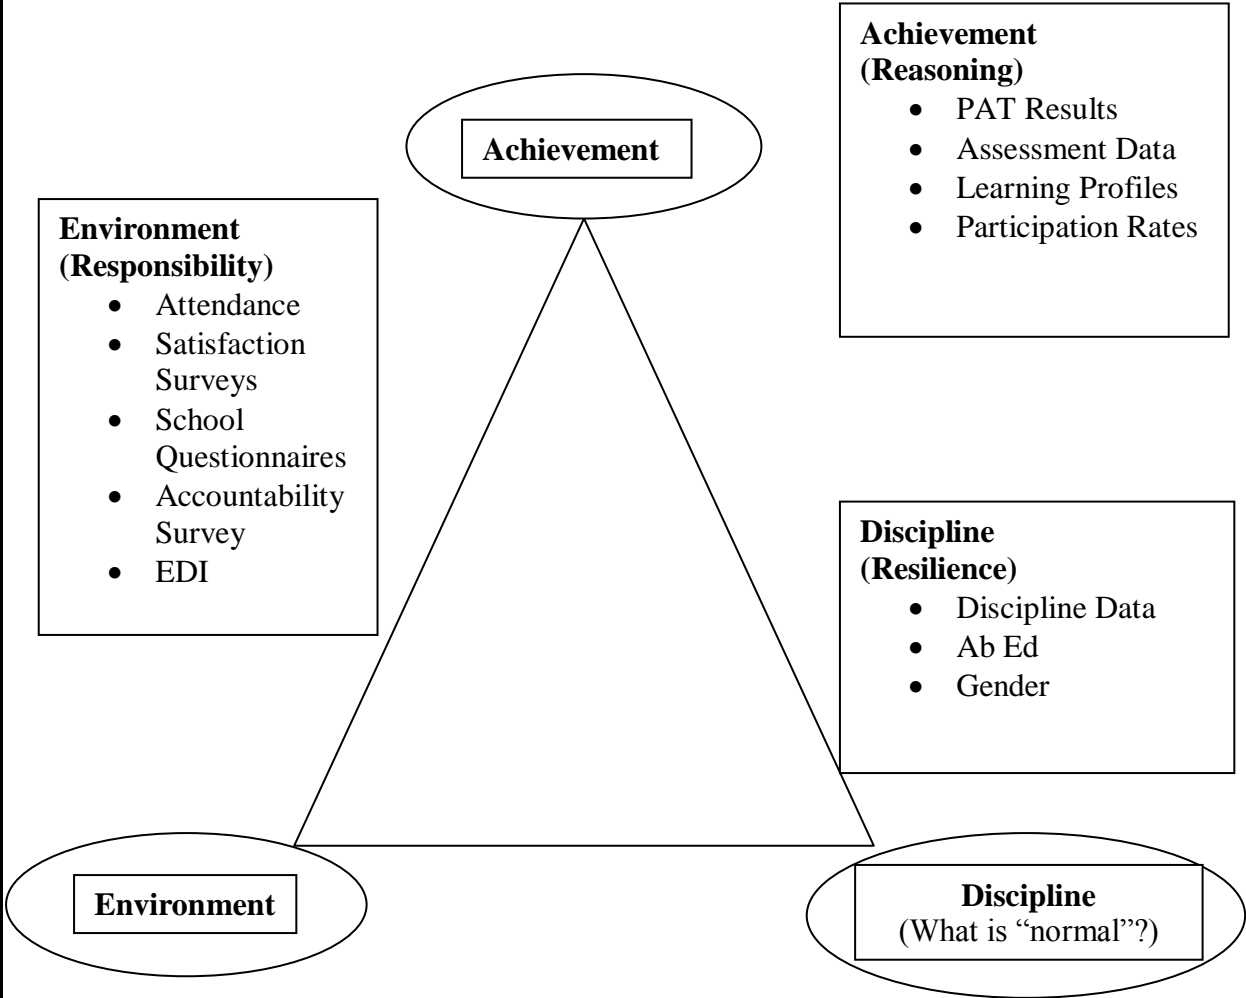 Achievement
(Reasoning)
• PAT Results
• Assessment Data
• Learning Profiles
• Participation Rates
Achievement
Environment
(Responsibility)
• Attendance
• Satisfaction
Surveys
• School
Questionnaires
• Accountability
Survey
• EDI
Discipline
(Resilience)
• Discipline Data
• Ab Ed
• Gender
Environment
Discipline
(What is “normal”?)